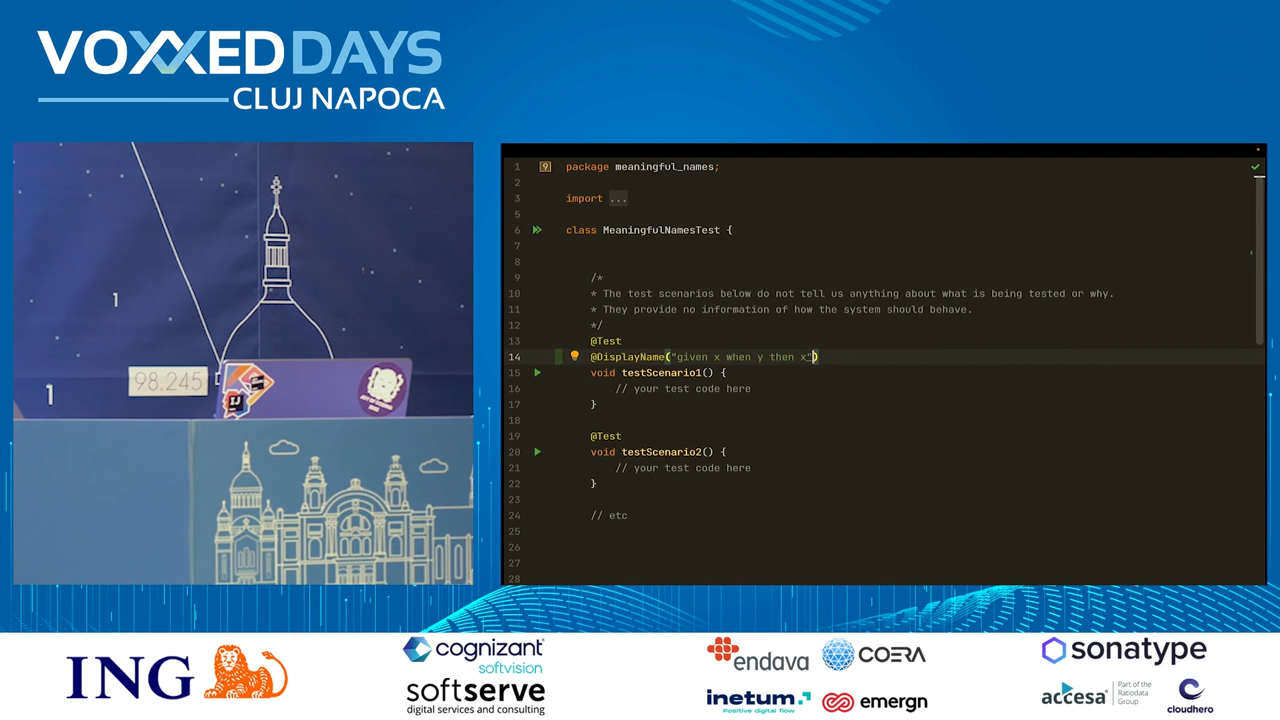 VOXXED DAYS
CLUJ NAPOCA
1
98.245
1
IJ
1 package meaningful_names;
2
3 import ...
5
6 class MeaningfulNamesTest {
7
8
9 /*
10 * The test scenarios below do not tell us anything about what is being tested or why.
11 * They provide no information of how the system should behave.
12 */
13 @Test
14 @DisplayName("given x when y then x")
15 void testScenario1() {
16 // your test code here
17 }
18
19 @Test
20 void testScenario2() {
21 // your test code here
22 }
23
24 // etc
25
26
27
28
ING
cognizant
softvision
softserve
digital services and consulting
endava
COERA
inetum.
Positive digital flow
emergn
sonatype
accesa
Part of the
Ratiodata
Group
cloudhero